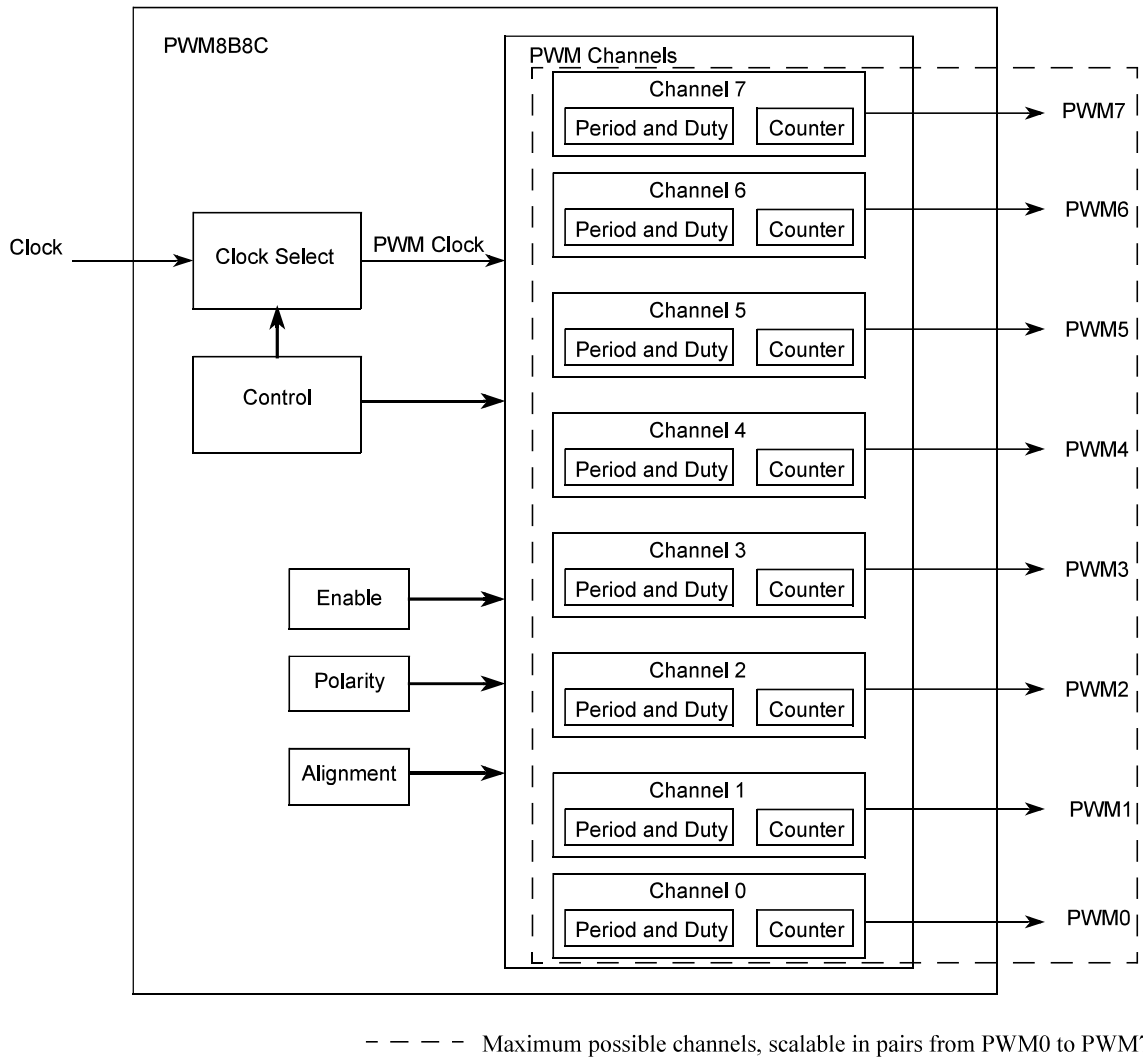 PWM8B8C
PWM Channels
Channel 7
Period and Duty
Counter
PWM7
Channel 6
Period and Duty
Counter
PWM6
Clock
Clock Select
PWM Clock
Channel 5
Period and Duty
Counter
PWM5
Control
Channel 4
Period and Duty
Counter
PWM4
Channel 3
Period and Duty
Counter
PWM3
Enable
Polarity
Channel 2
Period and Duty
Counter
PWM2
Alignment
Channel 1
Period and Duty
Counter
PWM1
Channel 0
Period and Duty
Counter
PWM0
Maximum possible channels, scalable in pairs from PWM0 to PWM